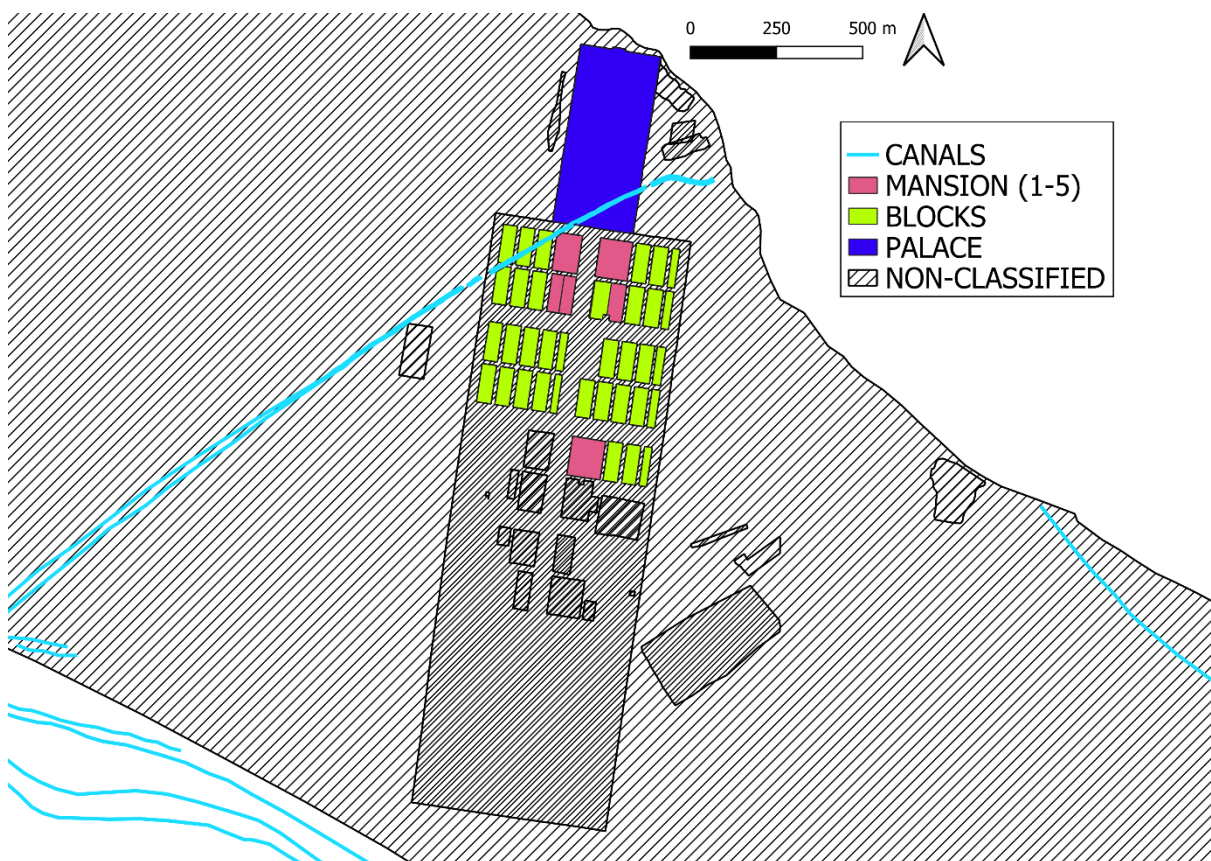 0 250 500 m
CANALS
MANSION (1-5)
BLOCKS
PALACE
NON-CLASSIFIED